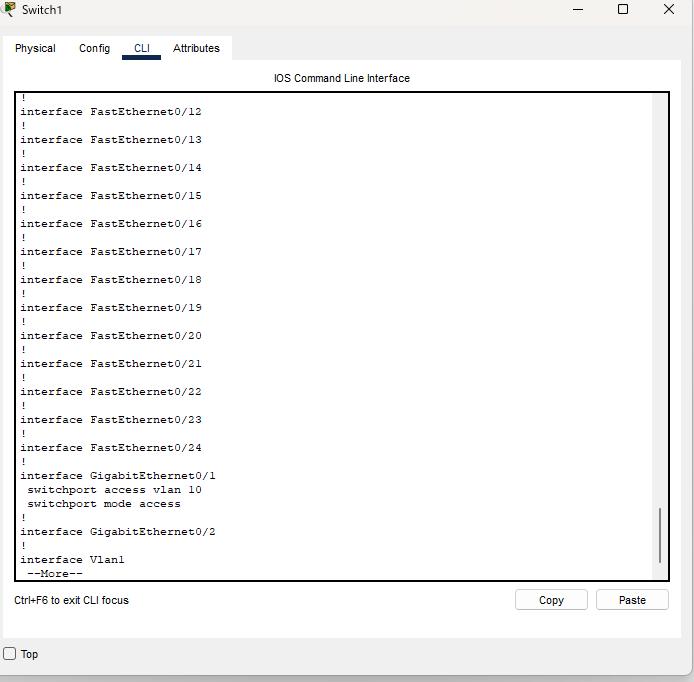 Switch1
Physical Config CLI Attributes
IOS Command Line Interface
!
interface FastEthernet0/12
!
interface FastEthernet0/13
!
interface FastEthernet0/14
!
interface FastEthernet0/15
!
interface FastEthernet0/16
!
interface FastEthernet0/17
!
interface FastEthernet0/18
!
interface FastEthernet0/19
!
interface FastEthernet0/20
!
interface FastEthernet0/21
!
interface FastEthernet0/22
!
interface FastEthernet0/23
!
interface FastEthernet0/24
!
interface GigabitEthernet0/1
 switchport access vlan 10
 switchport mode access
!
interface GigabitEthernet0/2
!
interface Vlan1
 --More--
Ctrl+F6 to exit CLI focus
Copy Paste
Top